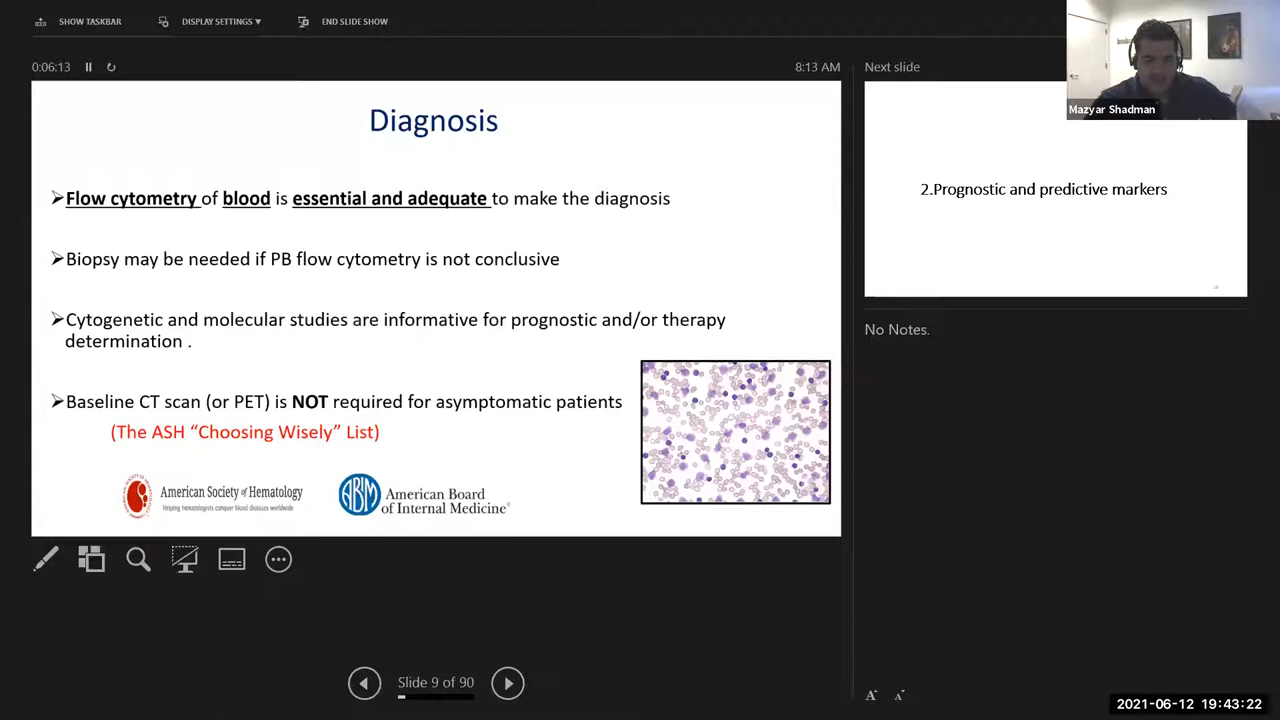 SHOW TASKBAR
DISPLAY SETTINGS ▼
END SLIDE SHOW
0:06:13
8:13 AM
Diagnosis
➢Flow cytometry of blood is essential and adequate to make the diagnosis
➢Biopsy may be needed if PB flow cytometry is not conclusive
➢Cytogenetic and molecular studies are informative for prognostic and/or therapy
determination .
➢Baseline CT scan (or PET) is NOT required for asymptomatic patients
(The ASH “Choosing Wisely” List)
American Society of Hematology
Helping hematologists conquer blood diseases worldwide
ABIM
American Board
of Internal Medicine®
Slide 9 of 90
Next slide
Mazyar Shadman
2.Prognostic and predictive markers
No Notes.
A A
2021-06-12 19:43:22